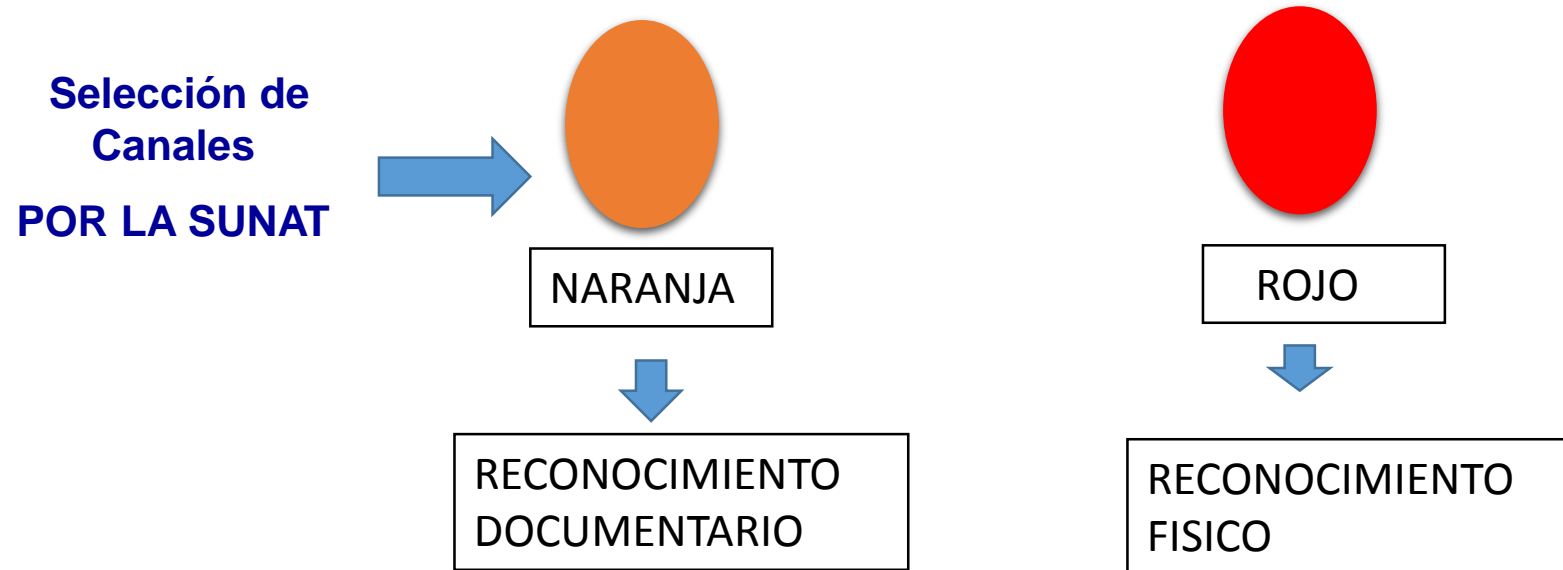 Selección de
Canales
POR LA SUNAT
NARANJA
ROJO
RECONOCIMIENTO
DOCUMENTARIO
RECONOCIMIENTO
FISICO